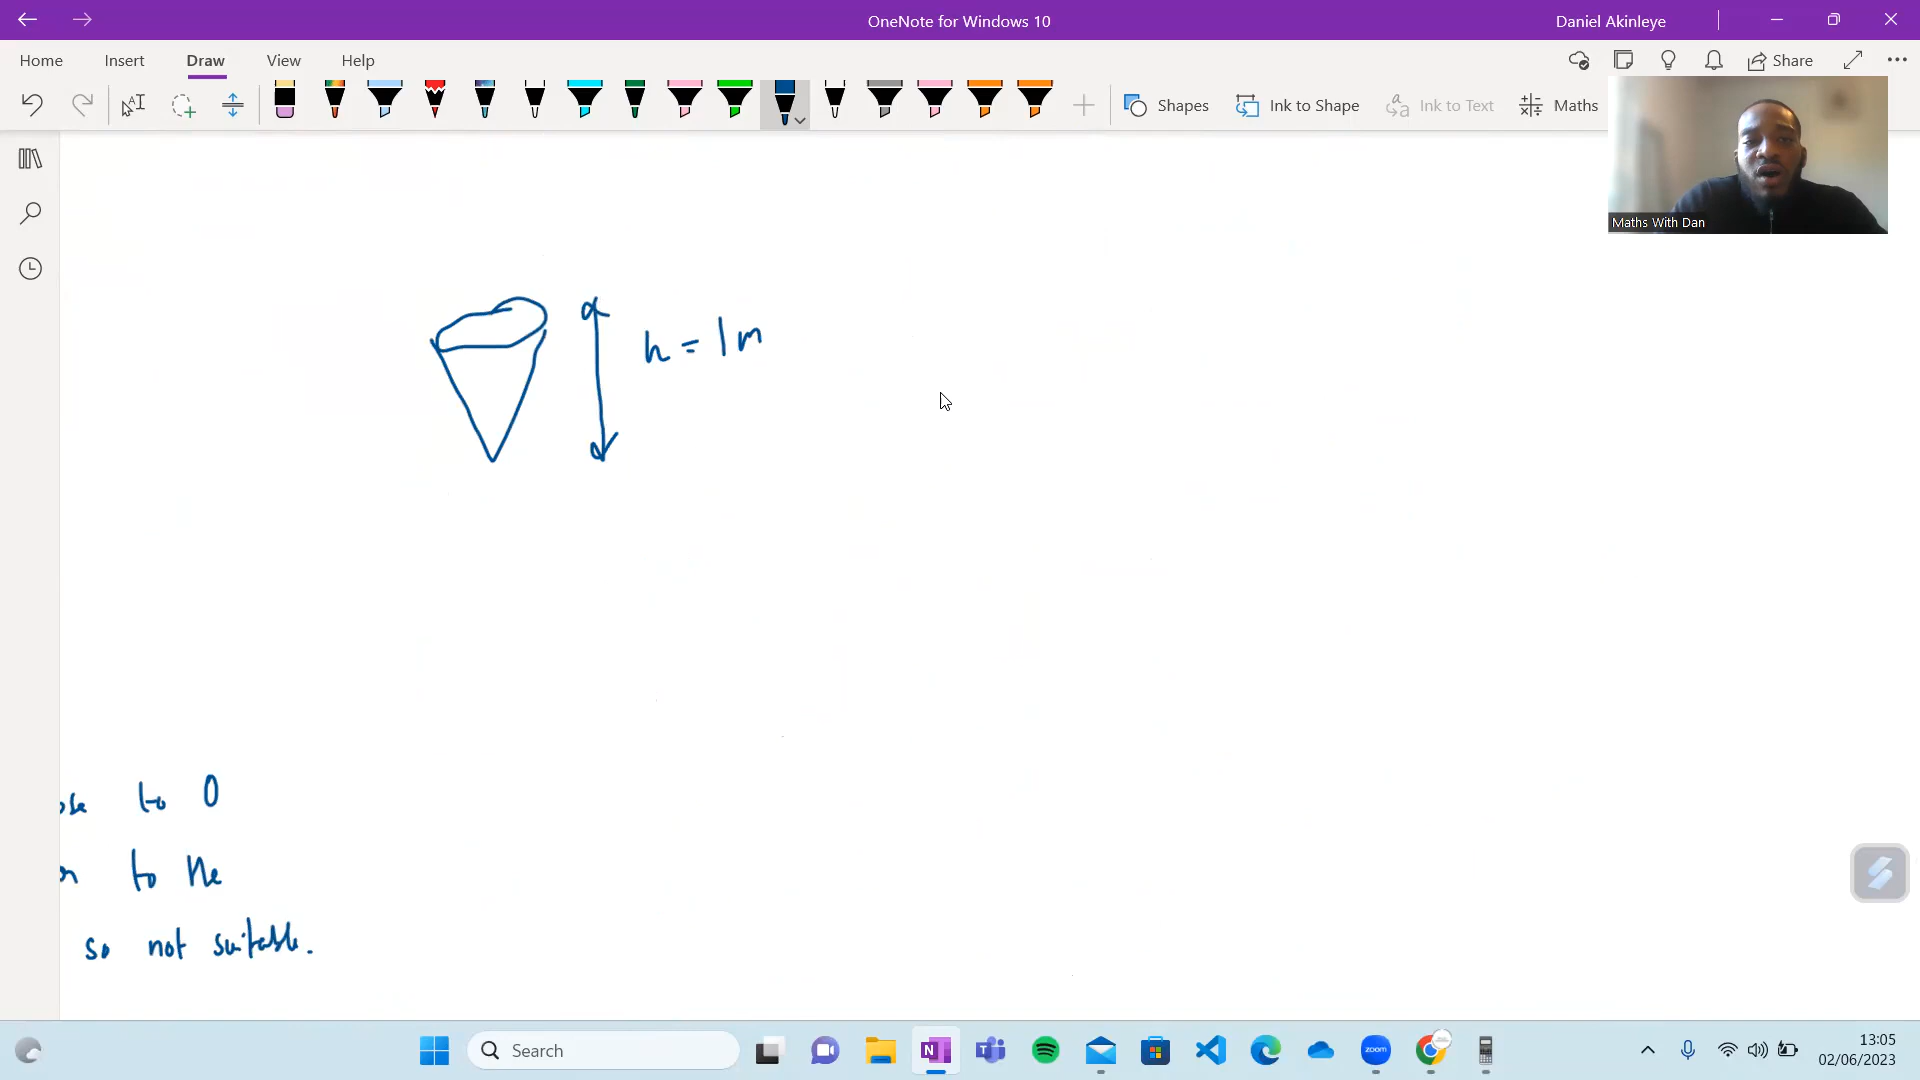 OneNote for Windows 10
Daniel Akinleye
Home Insert Draw View Help
Share
Shapes Ink to Shape Ink to Text Maths
Maths With Dan
h = 1m
to 0
to the
so not suitable.
Search
zoom
13:05
02/06/2023